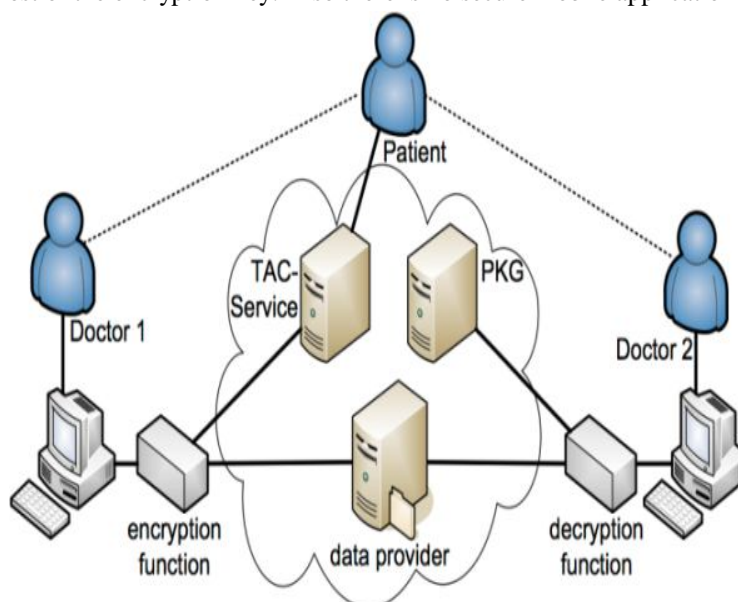 Patient
TAC-
Service
PKG
Doctor 1
Doctor 2
encryption
function
data provider
decryption
function